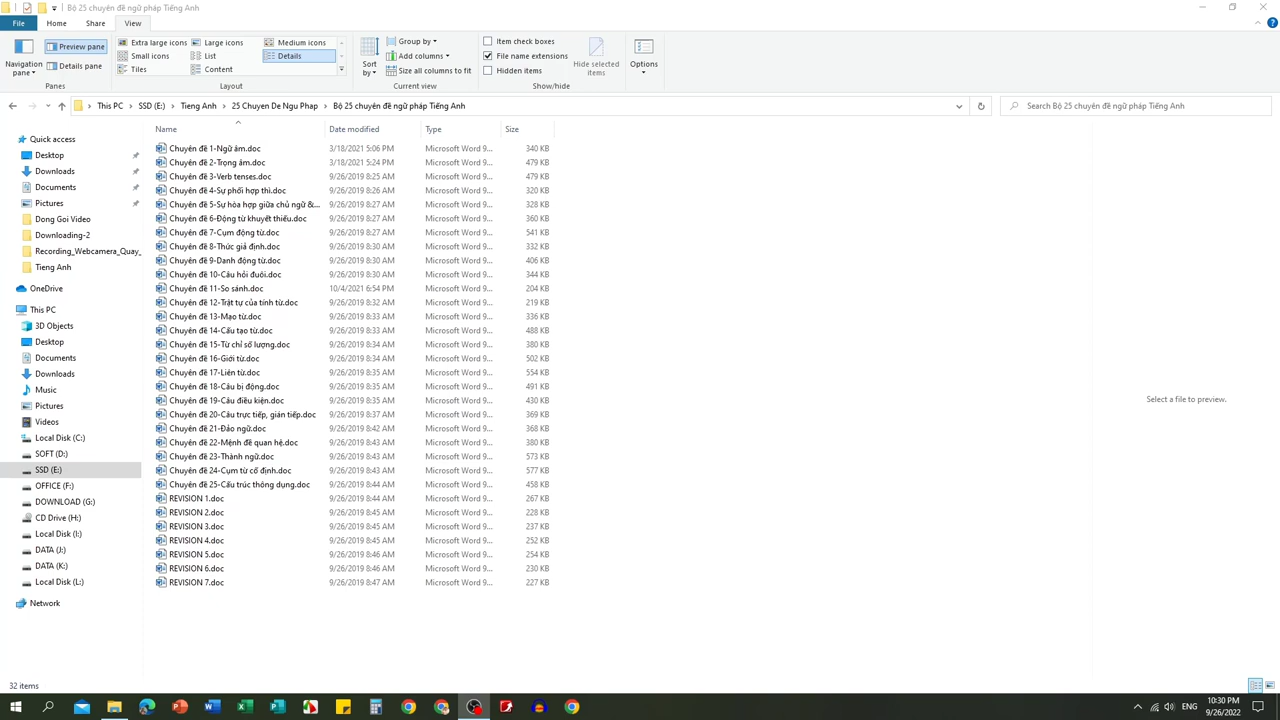 Bộ 25 chuyên đề ngữ pháp Tiếng Anh
File Home Share View
Preview pane
Details pane
Navigation pane
Panes
Extra large icons Large icons Medium icons
Small icons List Details
Tiles Content
Layout
Sort by
Group by
Add columns
Size all columns to fit
Current view
Item check boxes
File name extensions
Hidden items
Hide selected items
Show/hide
Options
This PC SSD (E:) Tieng Anh 25 Chuyen De Ngu Phap Bộ 25 chuyên đề ngữ pháp Tiếng Anh
Search Bộ 25 chuyên đề ngữ pháp Tiếng Anh
Quick access
Desktop
Downloads
Documents
Pictures
Dong Goi Video
Downloading-2
Recording_Webcamera_Quay_
Tieng Anh
OneDrive
This PC
3D Objects
Desktop
Documents
Downloads
Music
Pictures
Videos
Local Disk (C:)
SOFT (D:)
SSD (E:)
OFFICE (F:)
DOWNLOAD (G:)
CD Drive (H:)
Local Disk (I:)
DATA (J:)
DATA (K:)
Local Disk (L:)
Network
Name Date modified Type Size
Chuyên đề 1-Ngữ âm.doc 3/18/2021 5:06 PM Microsoft Word 9... 340 KB
Chuyên đề 2-Trọng âm.doc 3/18/2021 5:24 PM Microsoft Word 9... 479 KB
Chuyên đề 3-Verb tenses.doc 9/26/2019 8:25 AM Microsoft Word 9... 479 KB
Chuyên đề 4-Sự phối hợp thì.doc 9/26/2019 8:26 AM Microsoft Word 9... 320 KB
Chuyên đề 5-Sự hòa hợp giữa chủ ngữ &... 9/26/2019 8:27 AM Microsoft Word 9... 328 KB
Chuyên đề 6-Động từ khuyết thiếu.doc 9/26/2019 8:27 AM Microsoft Word 9... 360 KB
Chuyên đề 7-Cụm động từ.doc 9/26/2019 8:27 AM Microsoft Word 9... 541 KB
Chuyên đề 8-Thức giả định.doc 9/26/2019 8:30 AM Microsoft Word 9... 332 KB
Chuyên đề 9-Danh động từ.doc 9/26/2019 8:30 AM Microsoft Word 9... 406 KB
Chuyên đề 10-Câu hỏi đuôi.doc 9/26/2019 8:30 AM Microsoft Word 9... 344 KB
Chuyên đề 11-So sánh.doc 10/4/2021 6:54 PM Microsoft Word 9... 204 KB
Chuyên đề 12-Trật tự của tính từ.doc 9/26/2019 8:32 AM Microsoft Word 9... 219 KB
Chuyên đề 13-Mạo từ.doc 9/26/2019 8:33 AM Microsoft Word 9... 336 KB
Chuyên đề 14-Cấu tạo từ.doc 9/26/2019 8:33 AM Microsoft Word 9... 488 KB
Chuyên đề 15-Từ chỉ số lượng.doc 9/26/2019 8:34 AM Microsoft Word 9... 380 KB
Chuyên đề 16-Giới từ.doc 9/26/2019 8:34 AM Microsoft Word 9... 502 KB
Chuyên đề 17-Liên từ.doc 9/26/2019 8:35 AM Microsoft Word 9... 554 KB
Chuyên đề 18-Câu bị động.doc 9/26/2019 8:35 AM Microsoft Word 9... 491 KB
Chuyên đề 19-Câu điều kiện.doc 9/26/2019 8:35 AM Microsoft Word 9... 430 KB
Chuyên đề 20-Câu trực tiếp, gián tiếp.doc 9/26/2019 8:37 AM Microsoft Word 9... 369 KB
Chuyên đề 21-Đảo ngữ.doc 9/26/2019 8:42 AM Microsoft Word 9... 368 KB
Chuyên đề 22-Mệnh đề quan hệ.doc 9/26/2019 8:43 AM Microsoft Word 9... 380 KB
Chuyên đề 23-Thành ngữ.doc 9/26/2019 8:43 AM Microsoft Word 9... 573 KB
Chuyên đề 24-Cụm từ cố định.doc 9/26/2019 8:43 AM Microsoft Word 9... 577 KB
Chuyên đề 25-Cấu trúc thông dụng.doc 9/26/2019 8:44 AM Microsoft Word 9... 458 KB
REVISION 1.doc 9/26/2019 8:44 AM Microsoft Word 9... 267 KB
REVISION 2.doc 9/26/2019 8:45 AM Microsoft Word 9... 228 KB
REVISION 3.doc 9/26/2019 8:45 AM Microsoft Word 9... 237 KB
REVISION 4.doc 9/26/2019 8:45 AM Microsoft Word 9... 252 KB
REVISION 5.doc 9/26/2019 8:46 AM Microsoft Word 9... 254 KB
REVISION 6.doc 9/26/2019 8:46 AM Microsoft Word 9... 230 KB
REVISION 7.doc 9/26/2019 8:47 AM Microsoft Word 9... 227 KB
Select a file to preview.
32 items
ENG
10:30 PM
9/26/2022